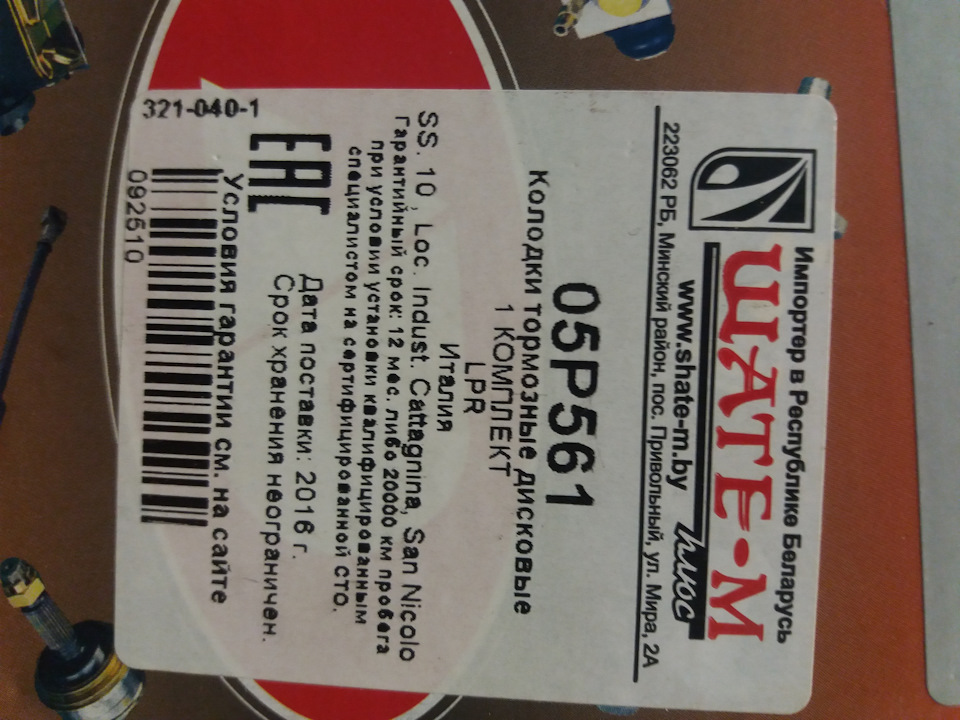 Импортер в Республике Беларусь
ШАТЕ-М
плюс
www.shate-m.by
223062 РБ, Минский район, пос. Привольный, ул. Мира, 2А
05P561
Колодки тормозные дисковые
1 КОМПЛЕКТ
LPR
Италия
SS. 10 , Loc. Indust. Cattagnina, San Nicolo
Гарантийный срок: 12 мес. либо 20000 км пробега
при условии установки квалифицированным
специалистом на сертифицированной СТО.
EAC
Дата поставки: 2016 г.
Срок хранения неограничен.
321-040-1
Условия гарантии см. на сайте
092510